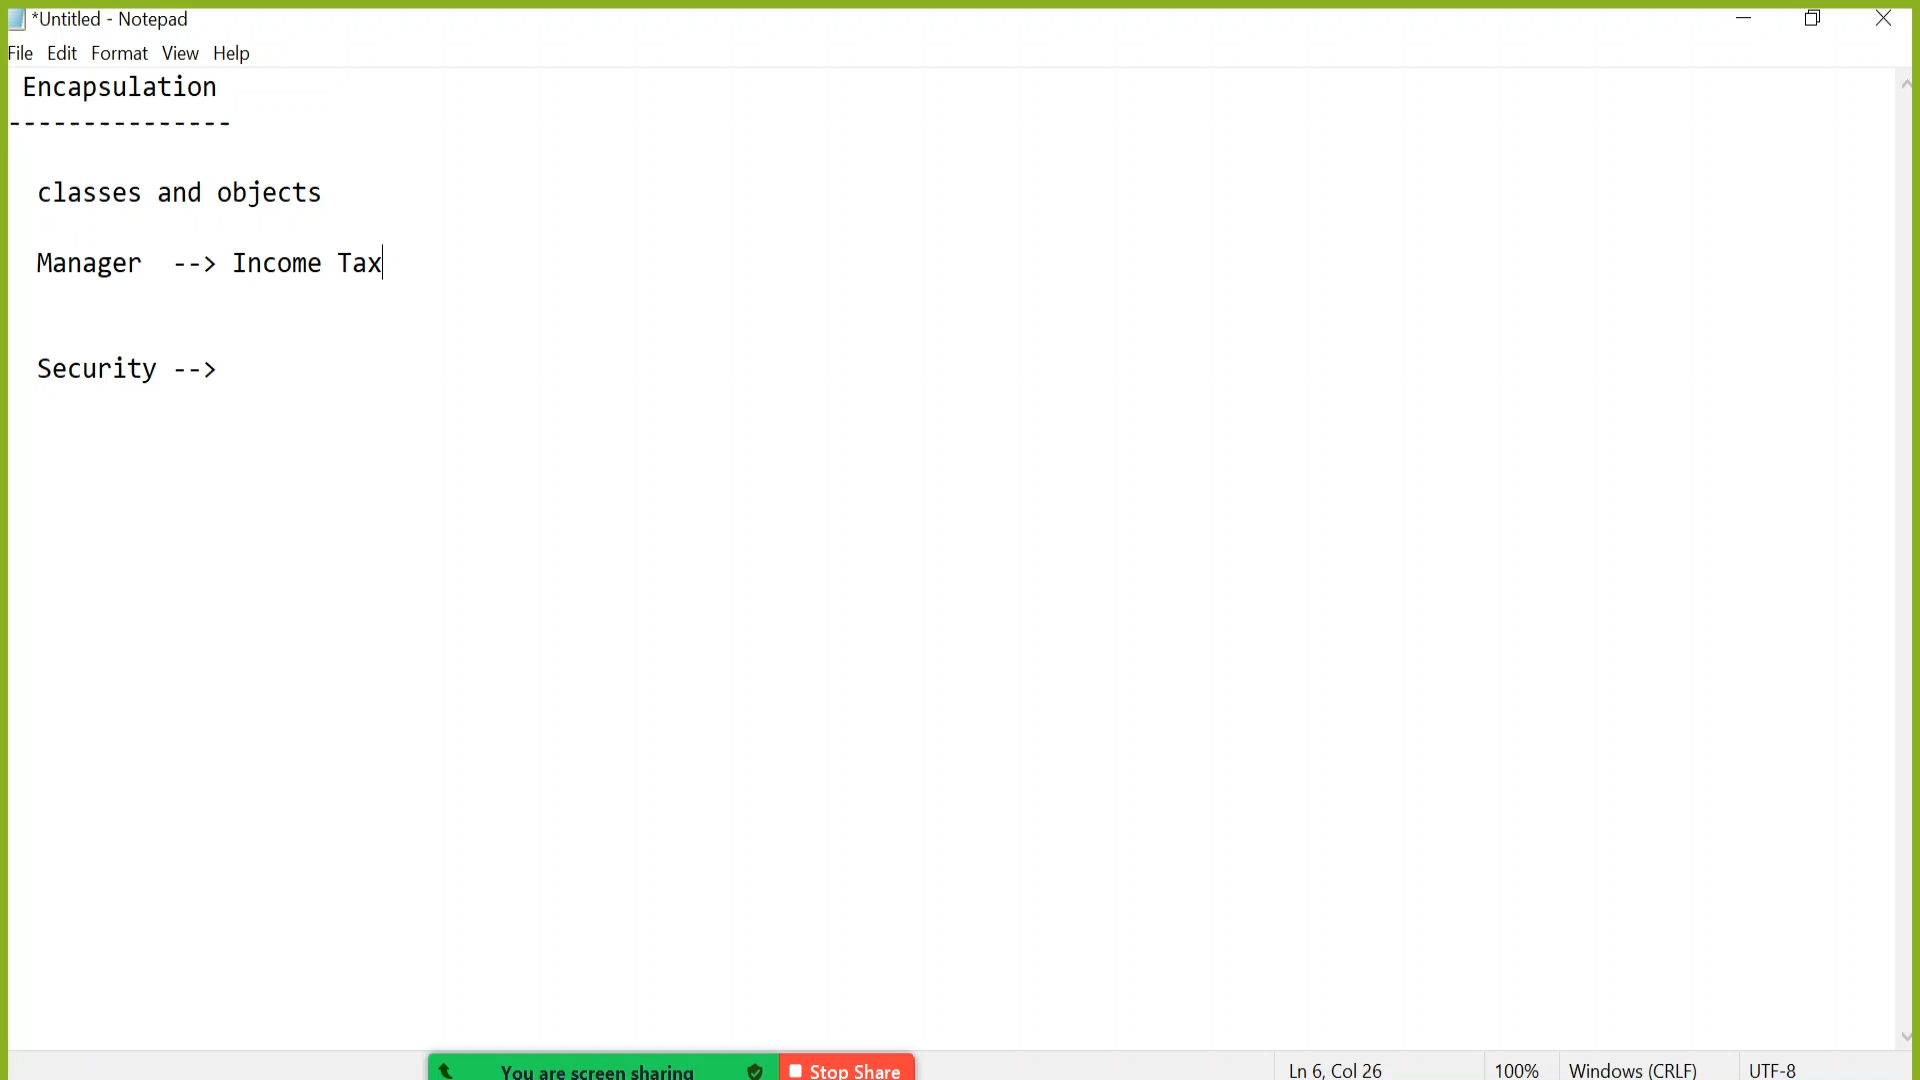 *Untitled - Notepad
File Edit Format View Help
Encapsulation
---------------
classes and objects
Manager  --> Income Tax
Security -->
You are screen sharing Stop Share
Ln 6, Col 26 100% Windows (CRLF) UTF-8